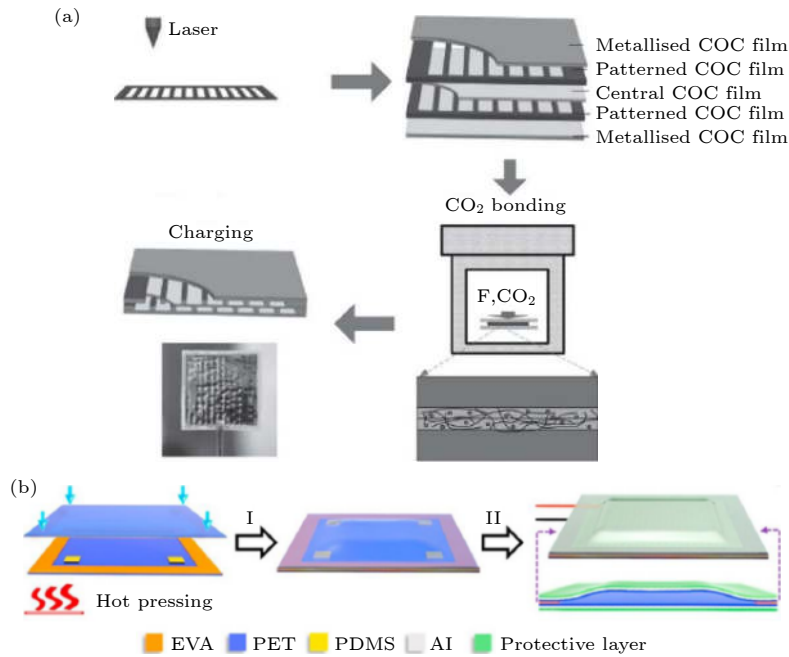 (a)
Laser
Metallised COC film
Patterned COC film
Central COC film
Patterned COC film
Metallised COC film
CO₂ bonding
Charging
F,CO₂
(b)
I
II
Hot pressing
EVA PET PDMS AI Protective layer